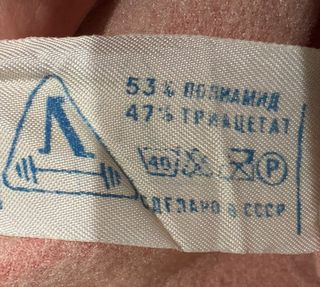 53% ПОЛИАМИД
47% ТРИАЦЕТАТ
Л
40 Р
СДЕЛАНО В СССР